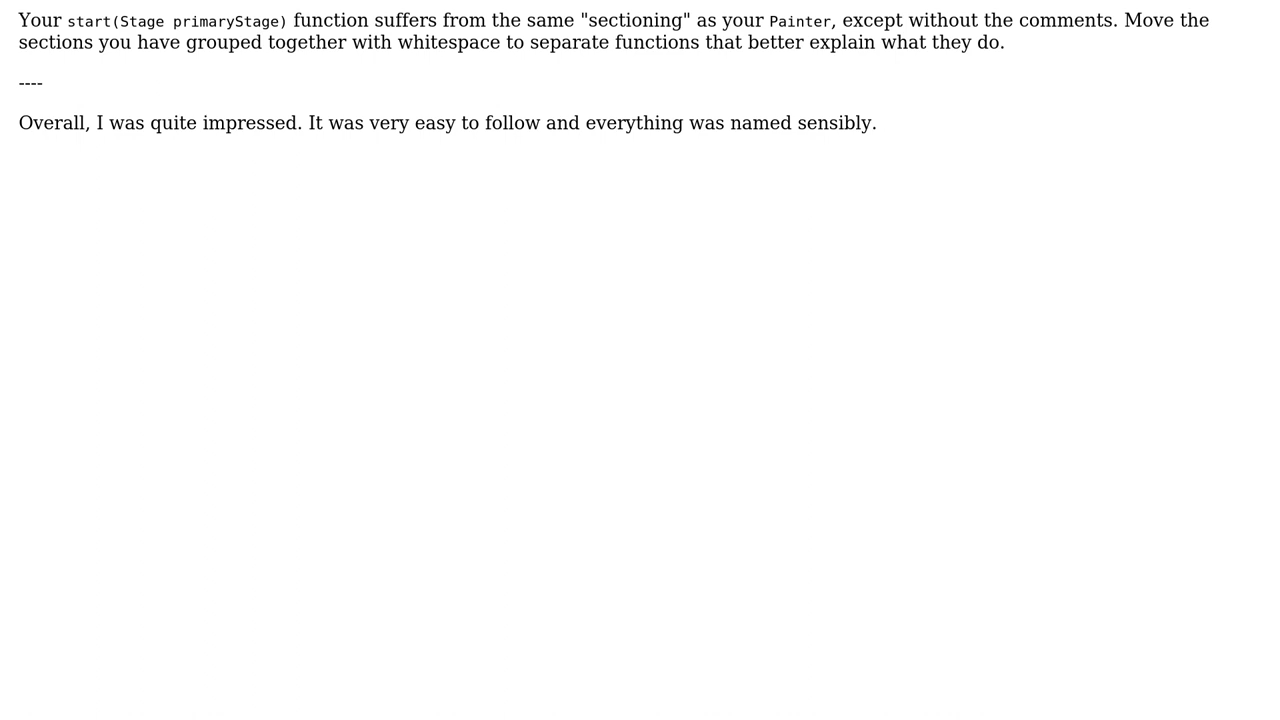 Your start(Stage primaryStage) function suffers from the same "sectioning" as your Painter, except without the comments. Move the
sections you have grouped together with whitespace to separate functions that better explain what they do.
----
Overall, I was quite impressed. It was very easy to follow and everything was named sensibly.